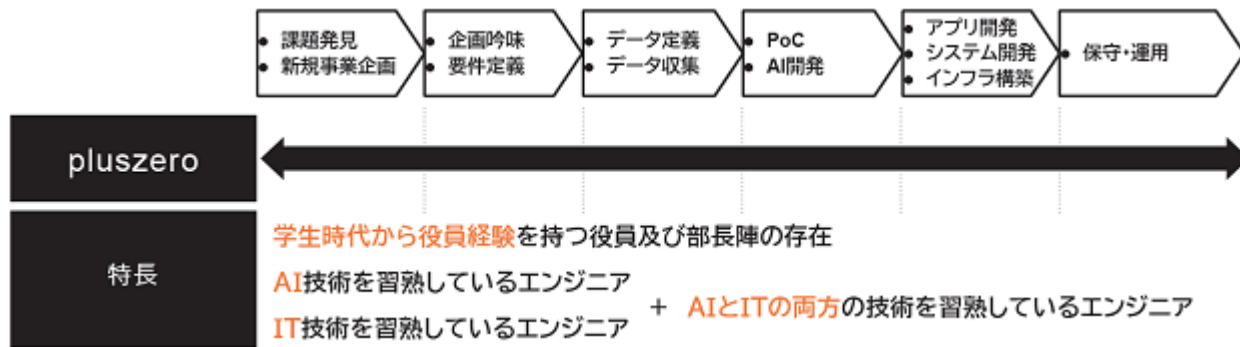 課題発見
新規事業企画
企画吟味
要件定義
データ定義
データ収集
PoC
AI開発
アプリ開発
システム開発
インフラ構築
保守・運用
pluszero
特長
学生時代から役員経験を持つ役員及び部長陣の存在
AI技術を習熟しているエンジニア
IT技術を習熟しているエンジニア
+ AIとITの両方の技術を習熟しているエンジニア